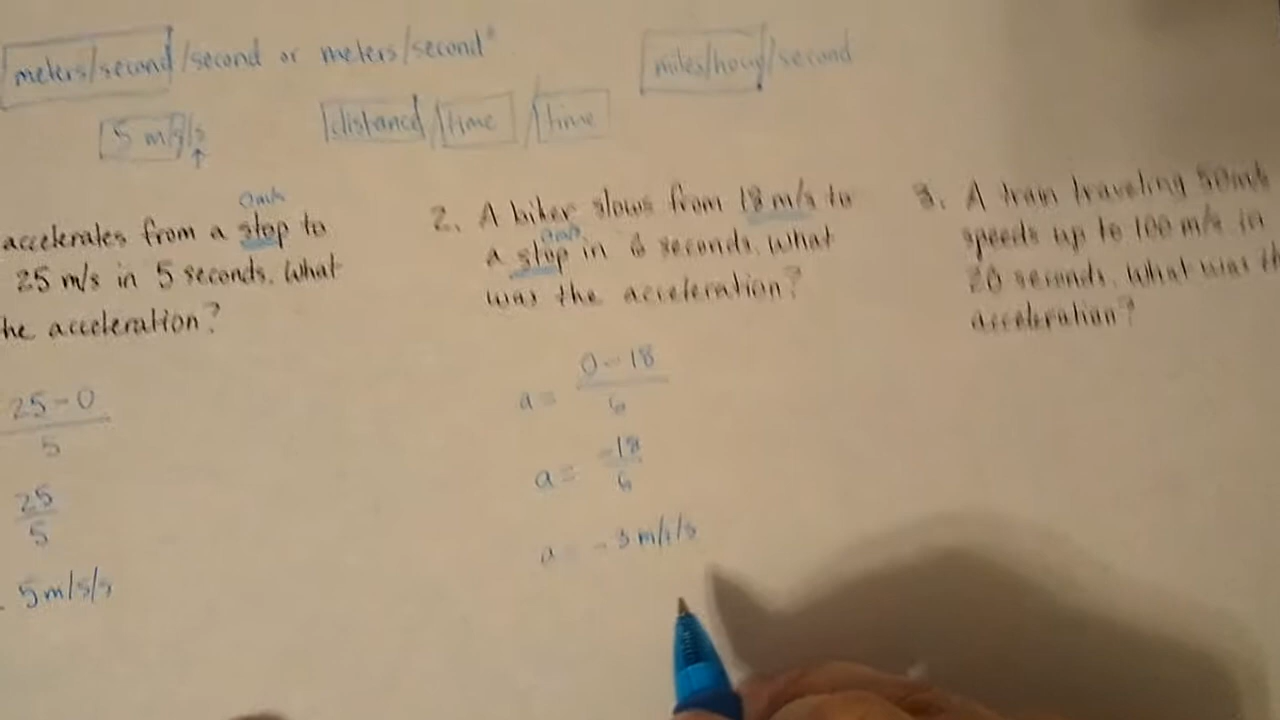 meters/second/second or meters/second²
miles/hour/second
5 m/s/s
distance/time/time
0 m/s
accelerates from a stop to
25 m/s in 5 seconds. What
he acceleration?
25-0
5
25
5
5 m/s/s
2. A biker slows from 18 m/s to
0 m/s
a stop in 6 seconds. What
was the acceleration?
a = 0-18
6
a = -18
6
a = -3 m/s/s
3. A train traveling 50 m/s
speeds up to 100 m/s in
20 seconds. What was th
acceleration?